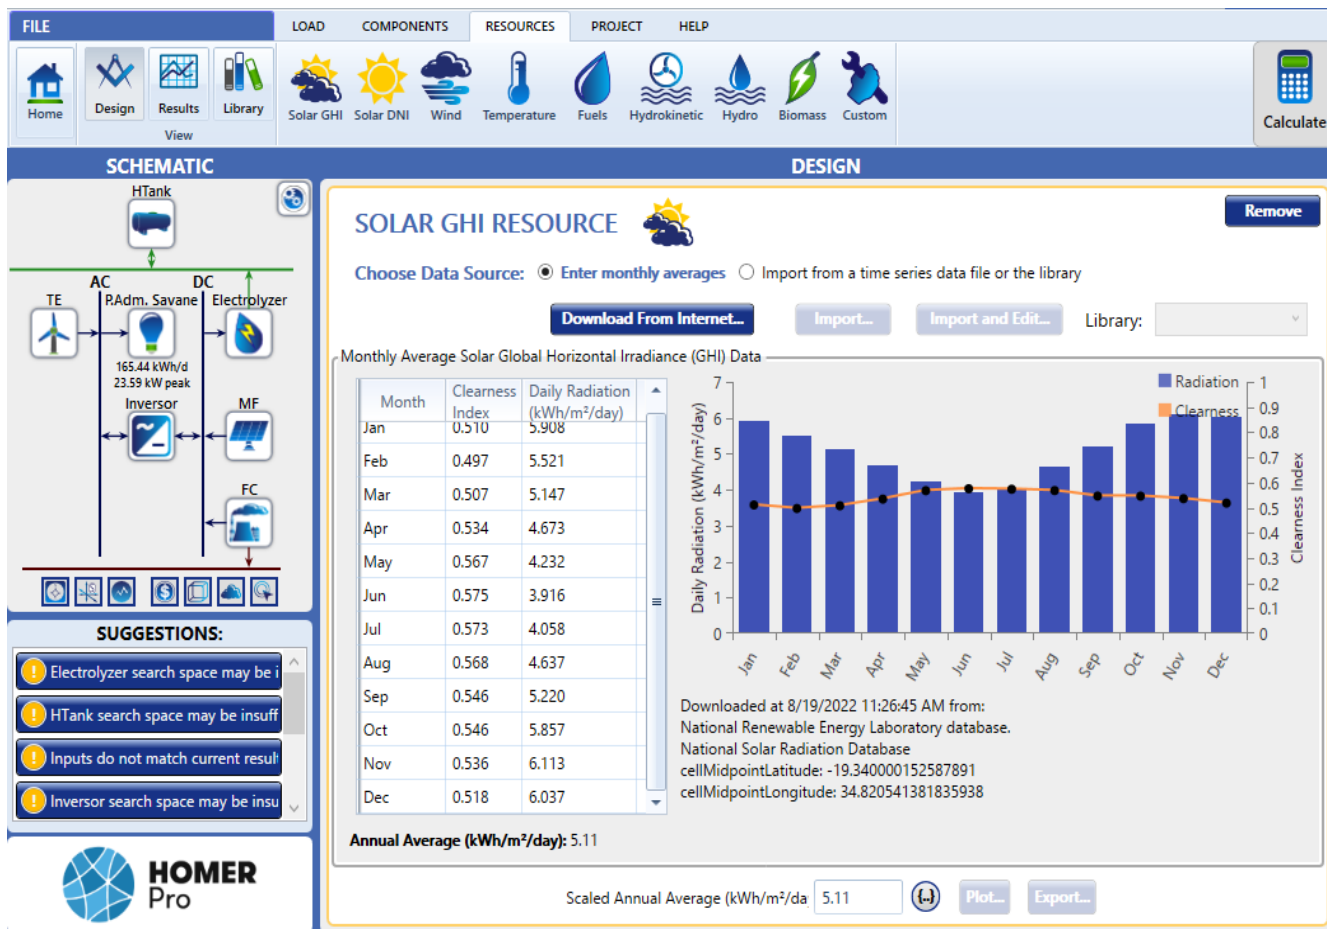 FILE
LOAD COMPONENTS RESOURCES PROJECT HELP
Home Design Results Library
View
Solar GHI Solar DNI Wind Temperature Fuels Hydrokinetic Hydro Biomass Custom
Calculate
SCHEMATIC
DESIGN
HTank
AC DC
TE P.Adm. Savane Electrolyzer
165.44 kWh/d
23.59 kW peak
Inversor MF
FC
SUGGESTIONS:
Electrolyzer search space may be i
HTank search space may be insuff
Inputs do not match current resul
Inversor search space may be insu
HOMER
Pro
SOLAR GHI RESOURCE
Remove
Choose Data Source: Enter monthly averages Import from a time series data file or the library
Download From Internet... Import... Import and Edit... Library:
Monthly Average Solar Global Horizontal Irradiance (GHI) Data
Month Clearness Index Daily Radiation (kWh/m²/day)
Jan 0.510 5.908
Feb 0.497 5.521
Mar 0.507 5.147
Apr 0.534 4.673
May 0.567 4.232
Jun 0.575 3.916
Jul 0.573 4.058
Aug 0.568 4.637
Sep 0.546 5.220
Oct 0.546 5.857
Nov 0.536 6.113
Dec 0.518 6.037
Annual Average (kWh/m²/day): 5.11
Radiation
Clearness
Daily Radiation (kWh/m²/day)
7
6
5
4
3
2
1
0
Clearness Index
1
0.9
0.8
0.7
0.6
0.5
0.4
0.3
0.2
0.1
0
Jan Feb Mar Apr May Jun Jul Aug Sep Oct Nov Dec
Downloaded at 8/19/2022 11:26:45 AM from:
National Renewable Energy Laboratory database.
National Solar Radiation Database
cellMidpointLatitude: -19.340000152587891
cellMidpointLongitude: 34.820541381835938
Scaled Annual Average (kWh/m²/da 5.11 {..} Plot... Export...